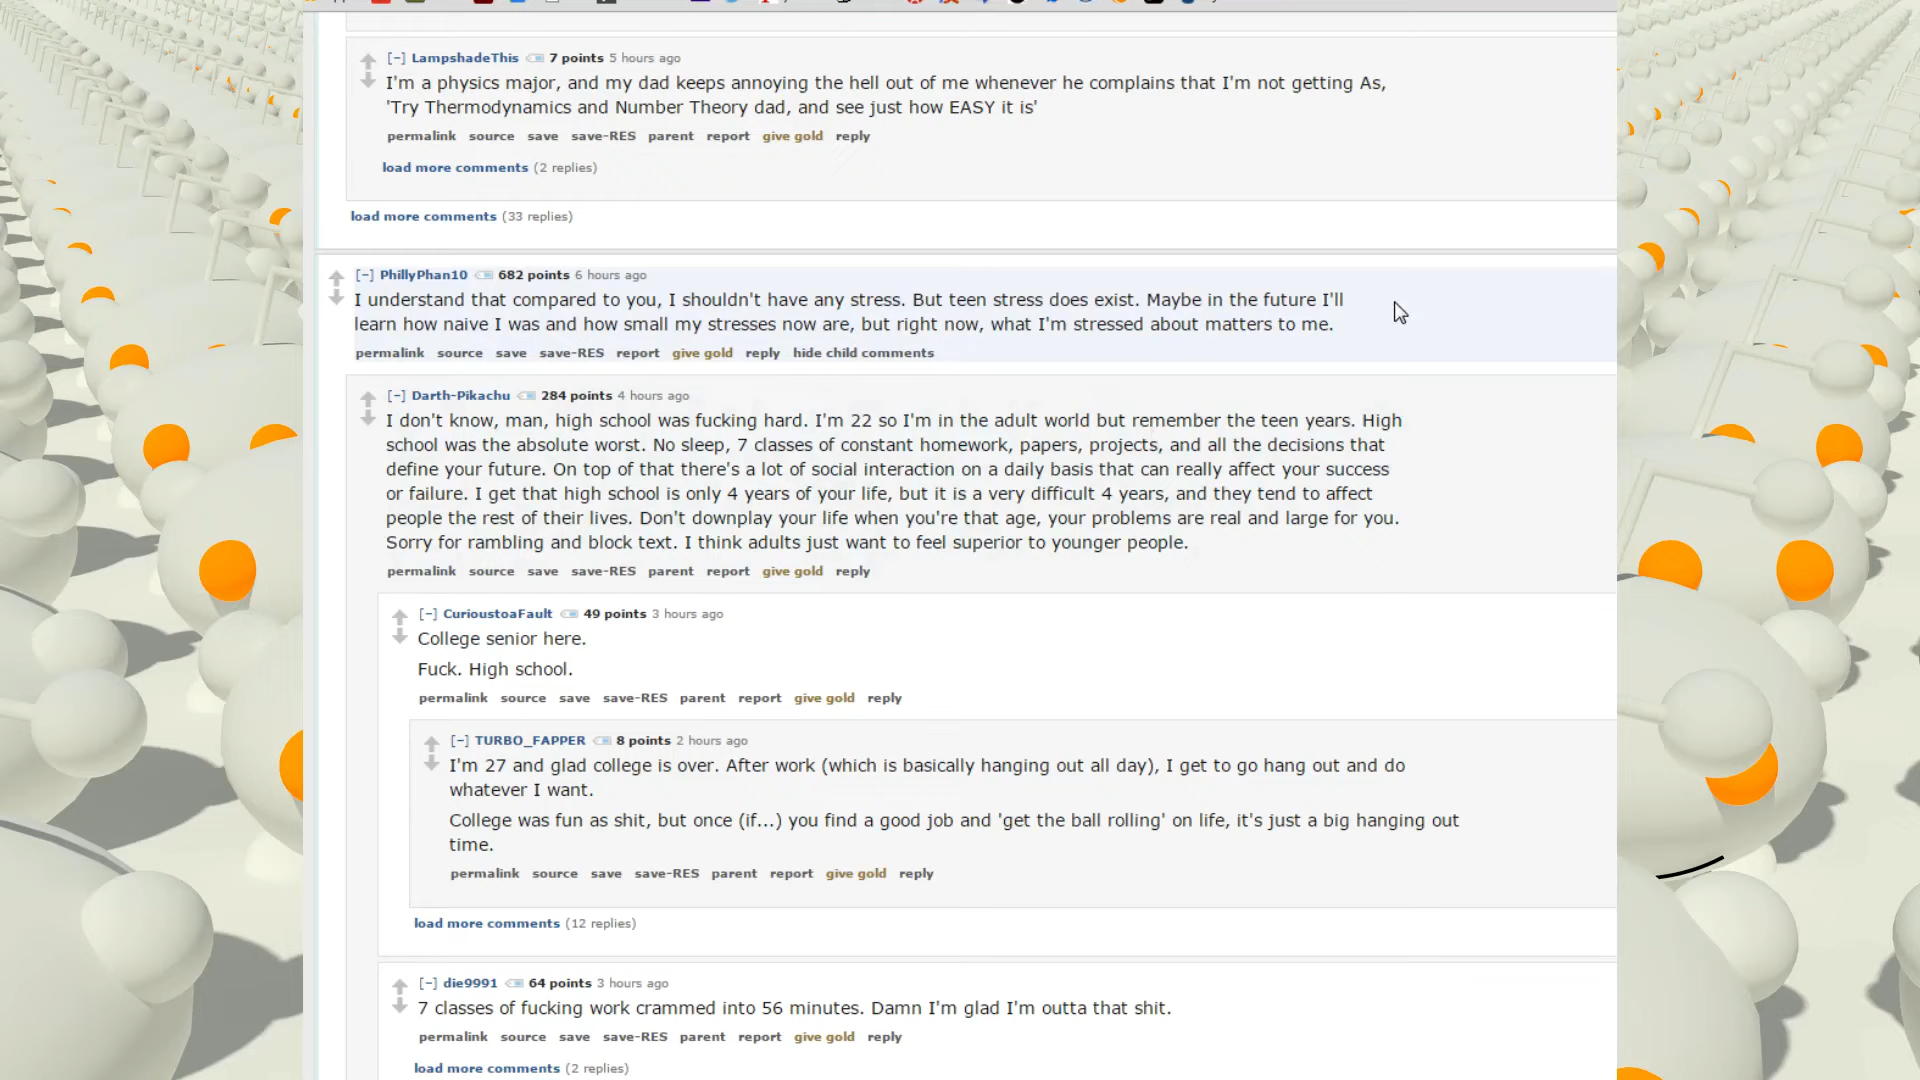 [-] LampshadeThis 7 points 5 hours ago
I'm a physics major, and my dad keeps annoying the hell out of me whenever he complains that I'm not getting As,
'Try Thermodynamics and Number Theory dad, and see just how EASY it is'
permalink source save save-RES parent report give gold reply
load more comments (2 replies)
load more comments (33 replies)
[-] PhillyPhan10 682 points 6 hours ago
I understand that compared to you, I shouldn't have any stress. But teen stress does exist. Maybe in the future I'll
learn how naive I was and how small my stresses now are, but right now, what I'm stressed about matters to me.
permalink source save save-RES report give gold reply hide child comments
[-] Darth-Pikachu 284 points 4 hours ago
I don't know, man, high school was fucking hard. I'm 22 so I'm in the adult world but remember the teen years. High
school was the absolute worst. No sleep, 7 classes of constant homework, papers, projects, and all the decisions that
define your future. On top of that there's a lot of social interaction on a daily basis that can really affect your success
or failure. I get that high school is only 4 years of your life, but it is a very difficult 4 years, and they tend to affect
people the rest of their lives. Don't downplay your life when you're that age, your problems are real and large for you.
Sorry for rambling and block text. I think adults just want to feel superior to younger people.
permalink source save save-RES parent report give gold reply
[-] CurioustoaFault 49 points 3 hours ago
College senior here.
Fuck. High school.
permalink source save save-RES parent report give gold reply
[-] TURBO_FAPPER 8 points 2 hours ago
I'm 27 and glad college is over. After work (which is basically hanging out all day), I get to go hang out and do
whatever I want.
College was fun as shit, but once (if...) you find a good job and 'get the ball rolling' on life, it's just a big hanging out
time.
permalink source save save-RES parent report give gold reply
load more comments (12 replies)
[-] die9991 64 points 3 hours ago
7 classes of fucking work crammed into 56 minutes. Damn I'm glad I'm outta that shit.
permalink source save save-RES parent report give gold reply
load more comments (2 replies)